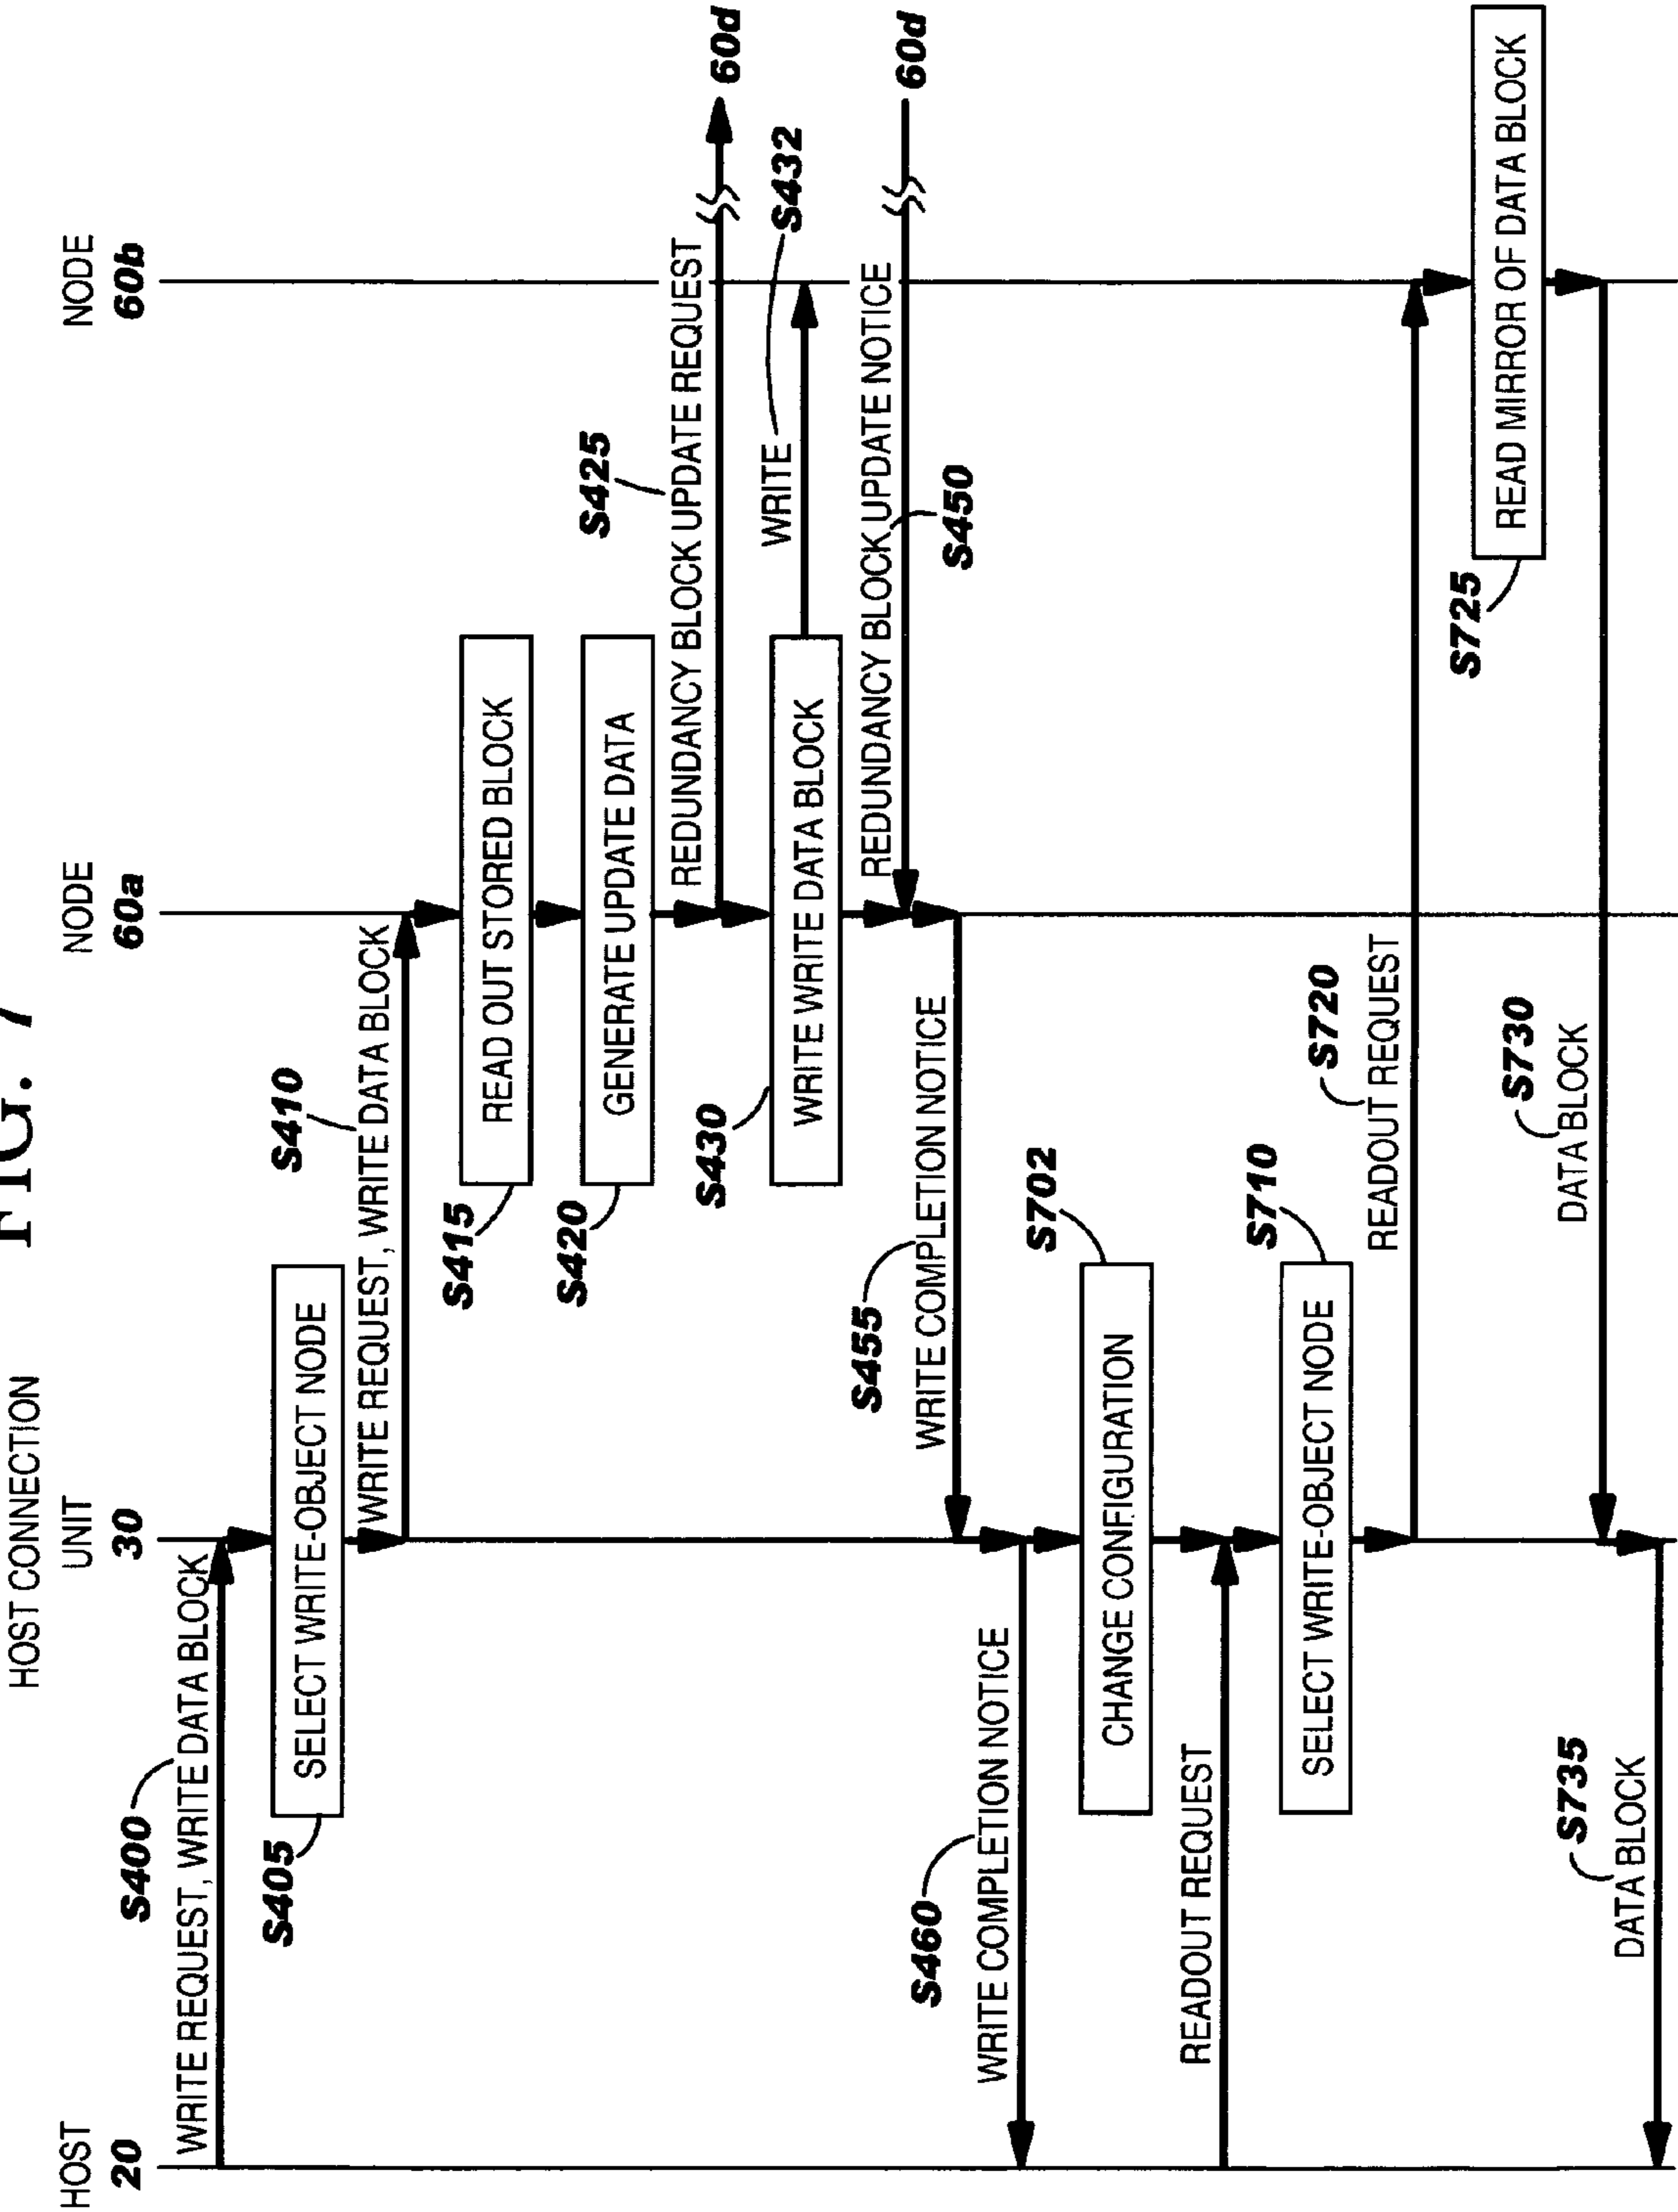 FIG. 7
HOST
20
HOST CONNECTION
UNIT
30
NODE
60a
NODE
60b
S400
WRITE REQUEST, WRITE DATA BLOCK
S405
SELECT WRITE-OBJECT NODE
S410
WRITE REQUEST, WRITE DATA BLOCK
S415
READ OUT STORED BLOCK
S420
GENERATE UPDATE DATA
S425
REDUNDANCY BLOCK UPDATE REQUEST
60d
S430
WRITE WRITE DATA BLOCK
WRITE
S432
REDUNDANCY BLOCK UPDATE NOTICE
60d
S450
S455
WRITE COMPLETION NOTICE
S460
WRITE COMPLETION NOTICE
S702
CHANGE CONFIGURATION
READOUT REQUEST
S710
SELECT WRITE-OBJECT NODE
S720
READOUT REQUEST
S725
READ MIRROR OF DATA BLOCK
S730
DATA BLOCK
S735
DATA BLOCK